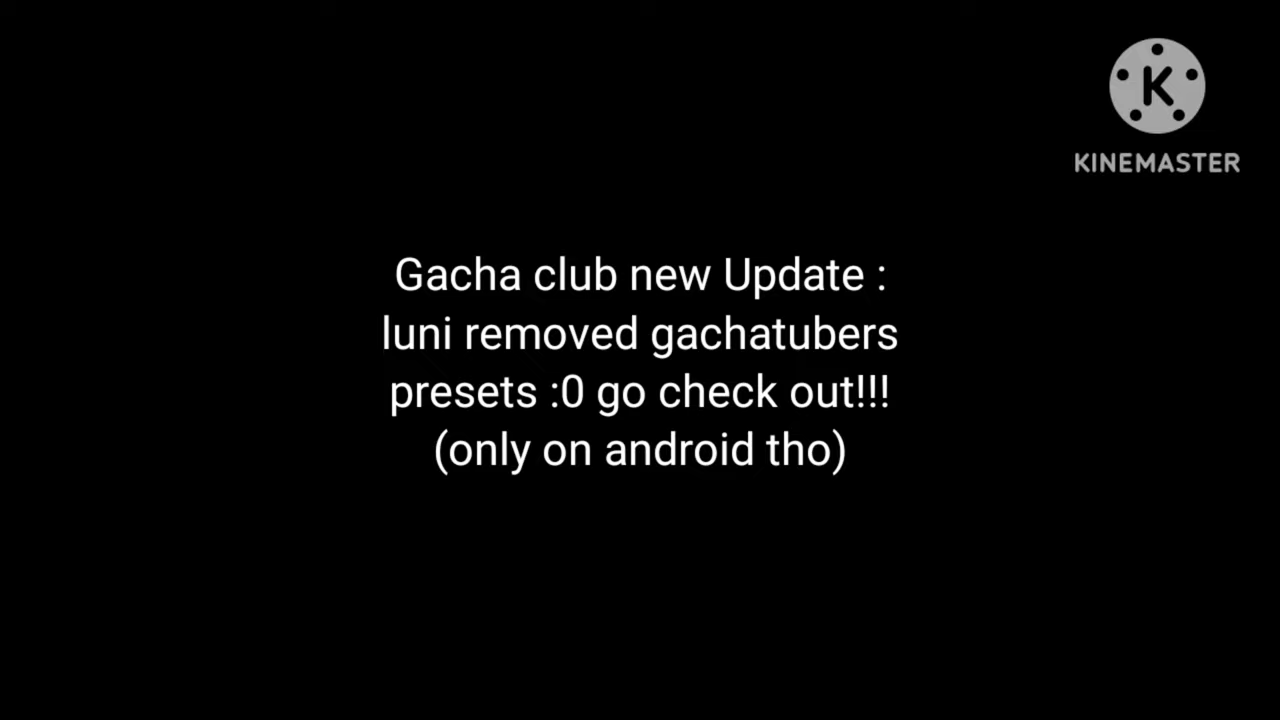 K
KINEMASTER
Gacha club new Update :
luni removed gachatubers
presets :0 go check out!!!
(only on android tho)